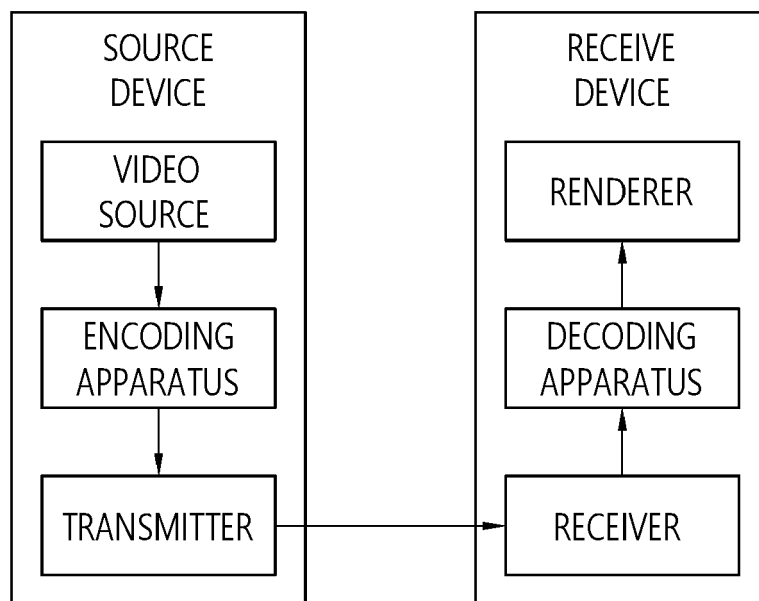 SOURCE
DEVICE
VIDEO
SOURCE
ENCODING
APPARATUS
TRANSMITTER
RECEIVE
DEVICE
RENDERER
DECODING
APPARATUS
RECEIVER